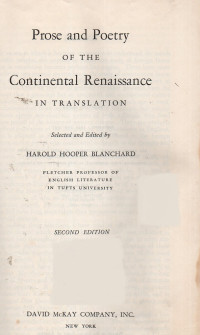 Prose and Poetry
OF THE
Continental Renaissance
IN TRANSLATION
Selected and Edited by
HAROLD HOOPER BLANCHARD
FLETCHER PROFESSOR OF
ENGLISH LITERATURE
IN TUFTS UNIVERSITY
SECOND EDITION
DAVID McKAY COMPANY, INC.
NEW YORK